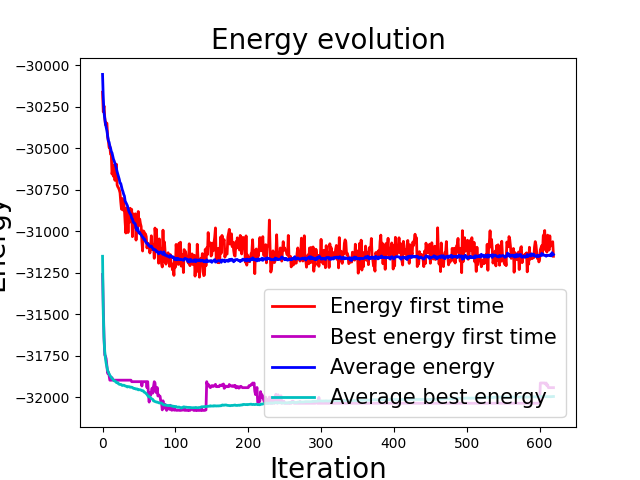 Energy evolution
−30000
−30250
−30500
−30750
−31000
−31250
−31500
−31750
−32000
Energy first time
Best energy first time
Average energy
Average best energy
0 100 200 300 400 500 600
Iteration